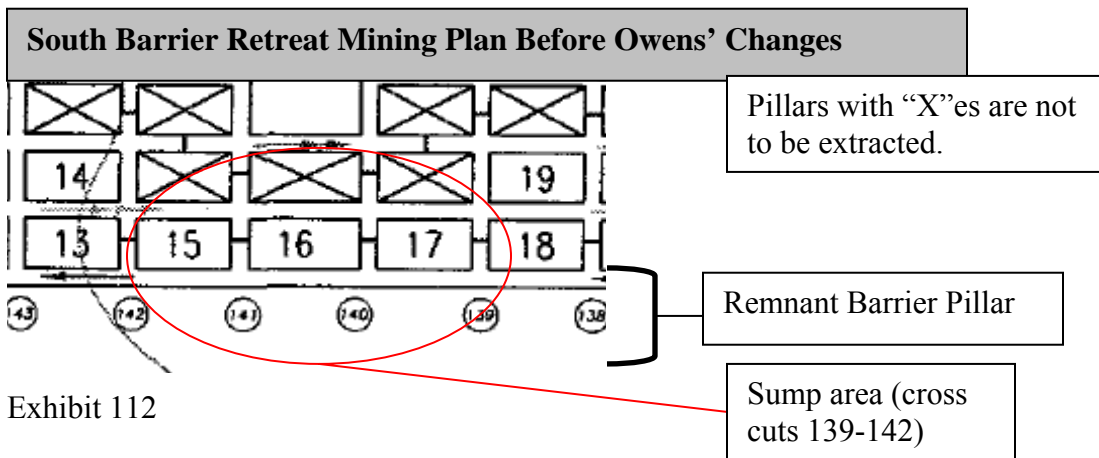 South Barrier Retreat Mining Plan Before Owens’ Changes
Pillars with “X”es are not
to be extracted.
14
19
13
15
16
17
18
143
142
141
140
139
138
Remnant Barrier Pillar
Exhibit 112
Sump area (cross
cuts 139-142)